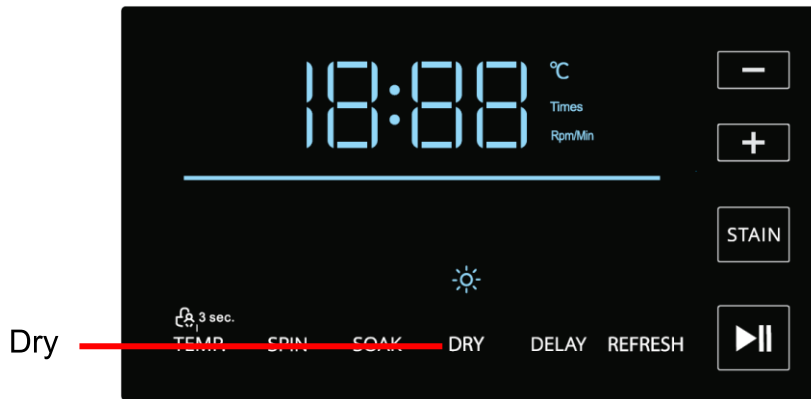 18:88
°C
Times
Rpm/Min
−
+
STAIN
3 sec.
Dry
TEMP. SPIN SOAK DRY DELAY REFRESH